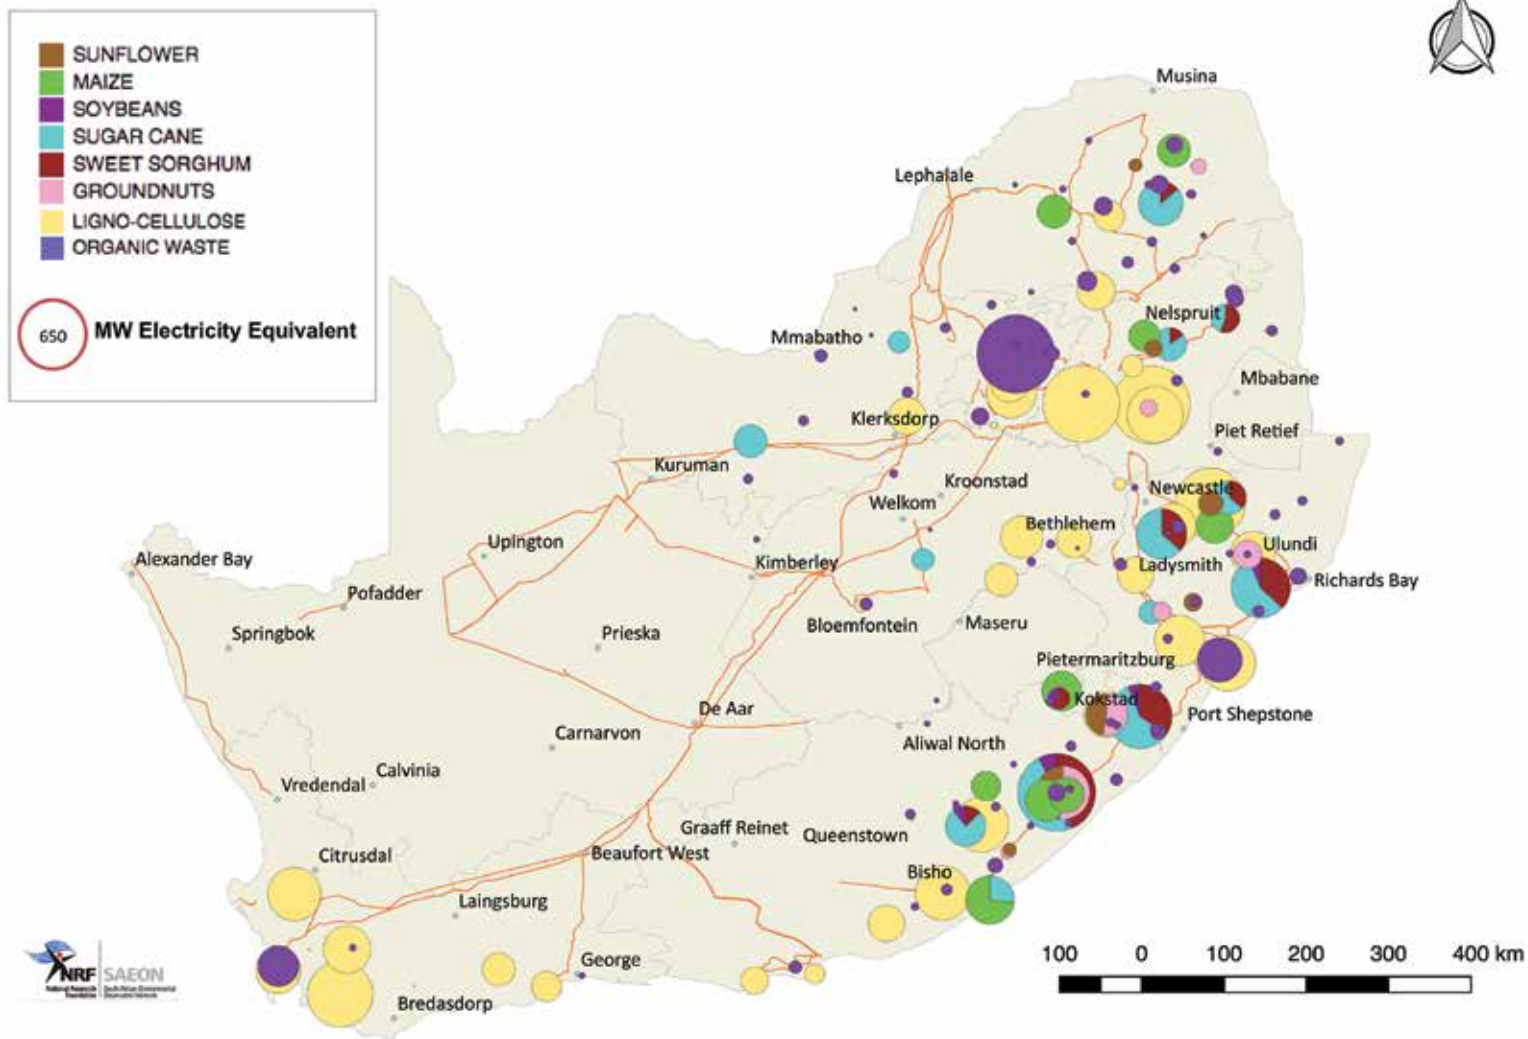 SUNFLOWER
MAIZE
SOYBEANS
SUGAR CANE
SWEET SORGHUM
GROUNDNUTS
LIGNO-CELLULOSE
ORGANIC WASTE
650 MW Electricity Equivalent
Musina
Lephalale
Nelspruit
Mmabatho
Mbabane
Klerksdorp
Piet Retief
Kuruman
Kroonstad
Newcastle
Welkom
Bethlehem
Upington
Ulundi
Alexander Bay
Kimberley
Ladysmith
Richards Bay
Pofadder
Bloemfontein
Maseru
Springbok
Prieska
Pietermaritzburg
Kokstad
De Aar
Port Shepstone
Carnarvon
Aliwal North
Calvinia
Vredendal
Graaff Reinet
Queenstown
Citrusdal
Beaufort West
Bisho
Laingsburg
George
Bredasdorp
NRF SAEON
National Research
Foundation
100 0 100 200 300 400 km